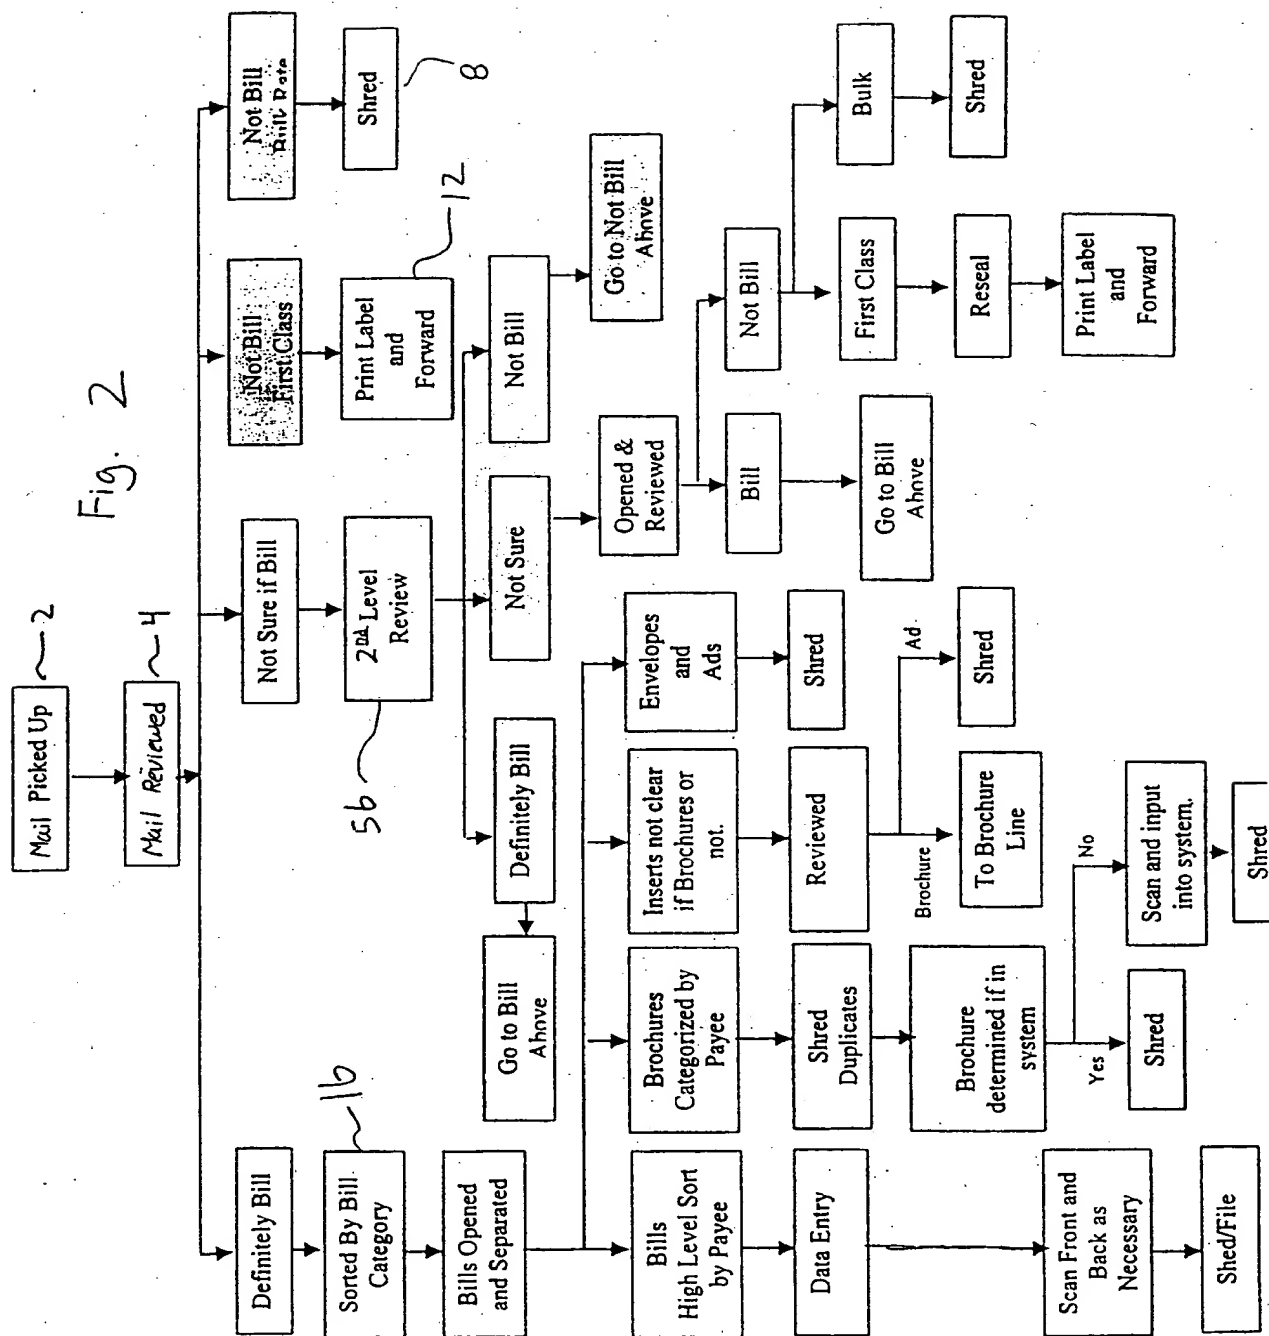 Fig. 2
Mail Picked Up
2
Mail Reviewed
4
Definitely Bill
Not Sure if Bill
Not Bill
First Class
Not Bill
Bulk Rate
Sorted By Bill
Category
16
2nd Level
Review
56
Print Label
and
Forward
12
Shred
8
Bills Opened
and Separated
Go to Bill
Above
Definitely Bill
Not Sure
Not Bill
Bills
High Level Sort
by Payee
Brochures
Categorized by
Payee
Inserts not clear
if Brochures or
not.
Envelopes
and
Ads
Opened &
Reviewed
Go to Not Bill
Above
Data Entry
Shred
Duplicates
Reviewed
Shred
Bill
Not Bill
Brochure
Ad
Brochure
determined if in
system
To Brochure
Line
Shred
Go to Bill
Above
First Class
Bulk
Reseal
Shred
Yes
No
Scan Front and
Back as
Necessary
Shred
Scan and input
into system.
Print Label
and
Forward
Shed/File
Shred